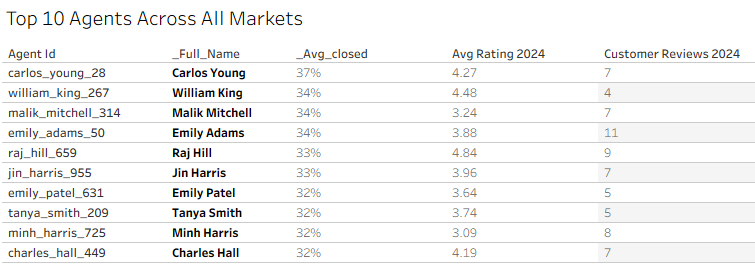 Top 10 Agents Across All Markets
Agent Id _Full_Name _Avg_closed Avg Rating 2024 Customer Reviews 2024
carlos_young_28 Carlos Young 37% 4.27 7
william_king_267 William King 34% 4.48 4
malik_mitchell_314 Malik Mitchell 34% 3.24 7
emily_adams_50 Emily Adams 34% 3.88 11
raj_hill_659 Raj Hill 33% 4.84 9
jin_harris_955 Jin Harris 33% 3.96 7
emily_patel_631 Emily Patel 32% 3.64 5
tanya_smith_209 Tanya Smith 32% 3.74 5
minh_harris_725 Minh Harris 32% 3.09 8
charles_hall_449 Charles Hall 32% 4.19 7